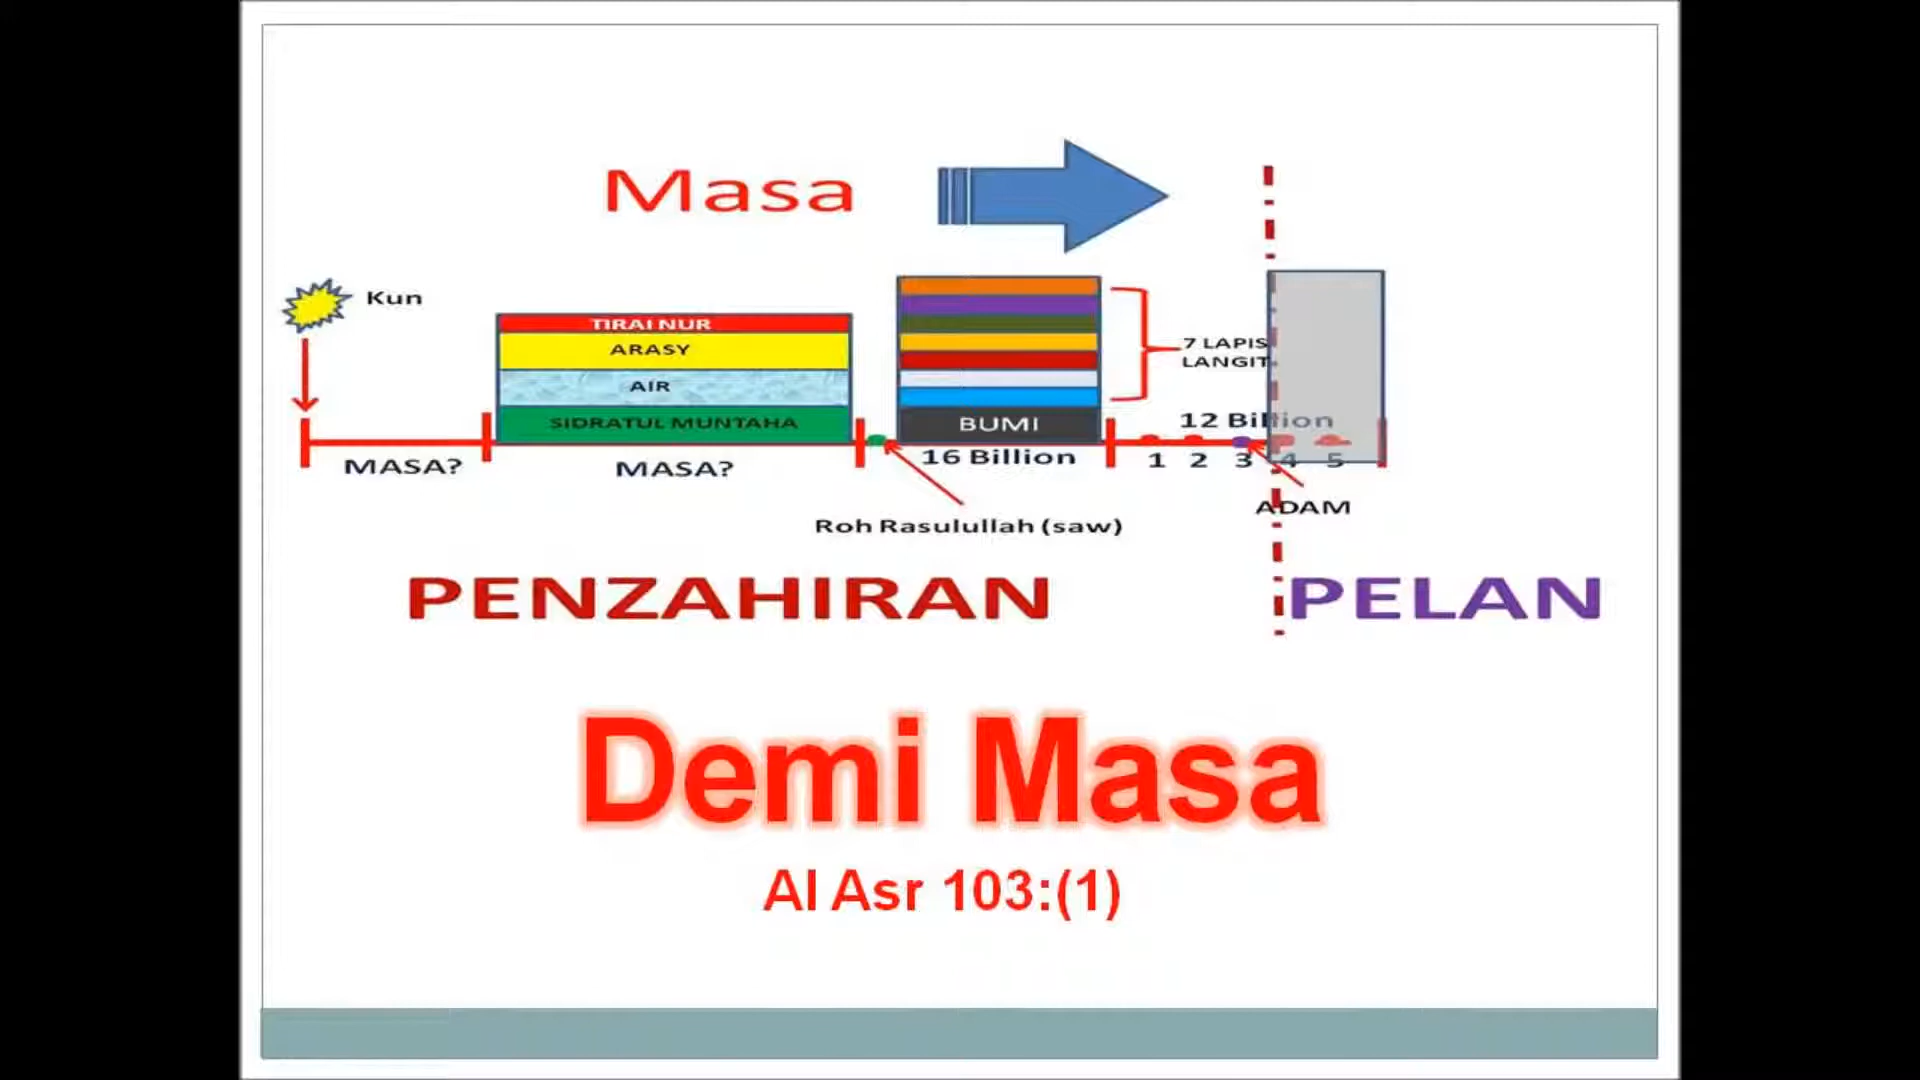 Masa
Kun
TIRAI NUR
ARASY
AIR
SIDRATUL MUNTAHA
MASA?
MASA?
BUMI
16 Billion
7 LAPIS
LANGIT
12 Billion
1 2 3 4 5
Roh Rasulullah (saw)
ADAM
PENZAHIRAN
PELAN
Demi Masa
Al Asr 103:(1)